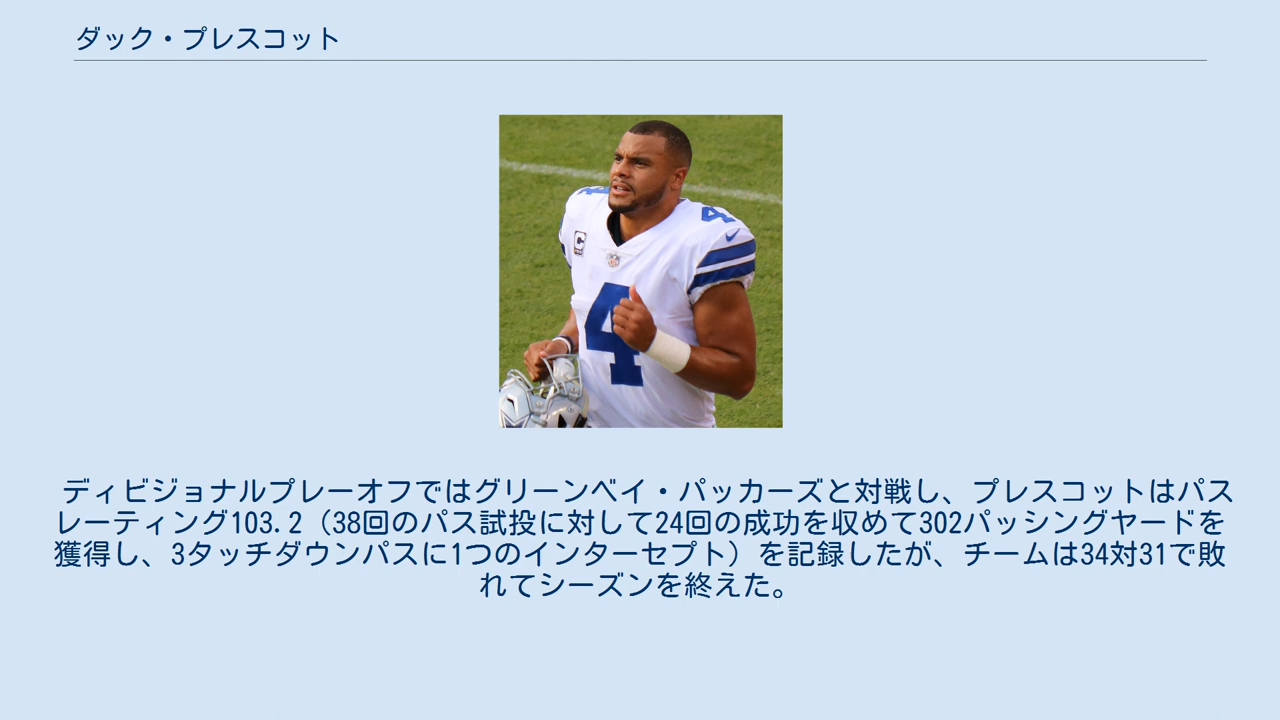 ダック・プレスコット
4
C
4
ディビジョナルプレーオフではグリーンベイ・パッカーズと対戦し、プレスコットはパス
レーティング103.2（38回のパス試投に対して24回の成功を収めて302パッシングヤードを
獲得し、3タッチダウンパスに1つのインターセプト）を記録したが、チームは34対31で敗
れてシーズンを終えた。